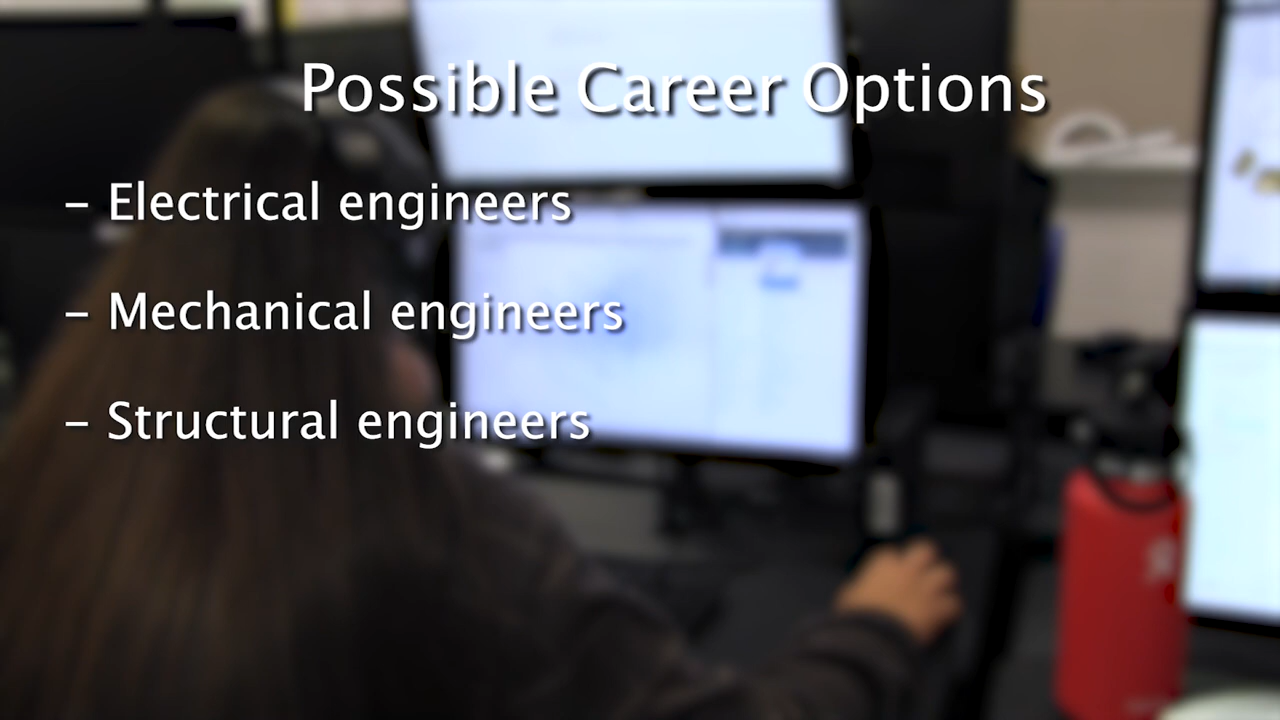 Possible Career Options
– Electrical engineers
– Mechanical engineers
– Structural engineers